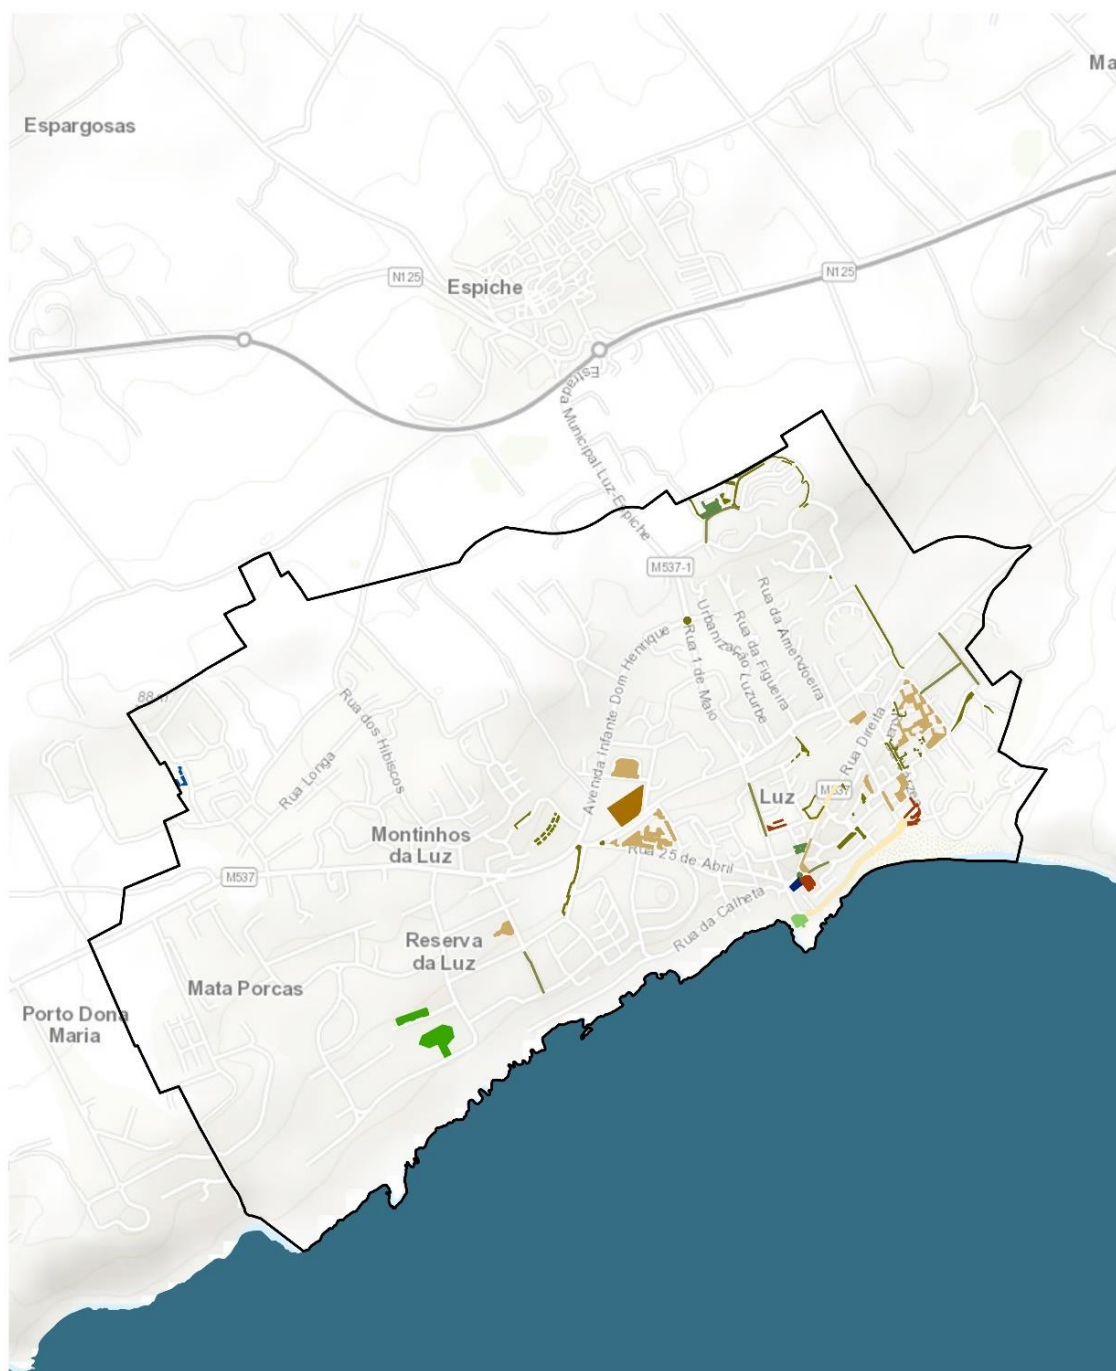 Ma
Espargosas
N125
N125
Espiche
Estrada Municipal Luz-Espiche
M537-1
Rua da Amendoeira
Rua da Figueira
Urbanização Luzurbe
Rua 1 de Maio
Avenida Infante Dom Henrique
88 m
Rua dos Hibiscos
Rua Longa
Rua Direita
M537
Luz
Montinhos
da Luz
Rua 25 de Abril
M537
Rua da Calheta
Reserva
da Luz
Mata Porcas
Porto Dona
Maria